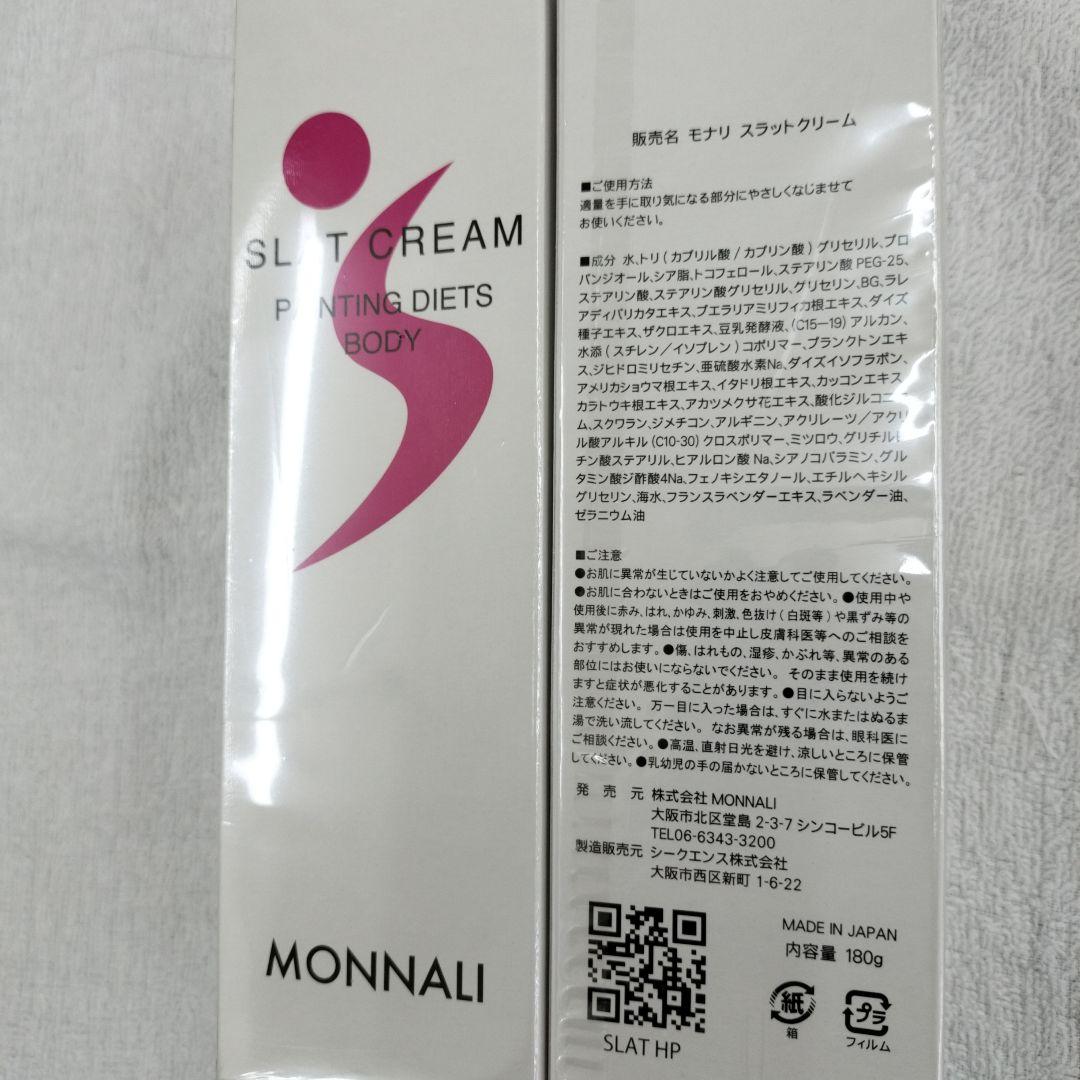 SLAT CREAM
PANTING DIETS
BODY
MONNALI
販売名 モナリ スラットクリーム
■ご使用方法
適量を手に取り気になる部分にやさしくなじませて
お使いください。
■成分 水、トリ(カプリル酸/カプリン酸)グリセリル、プロ
パンジオール、シア脂、トコフェロール、ステアリン酸PEG-25、
ステアリン酸、ステアリン酸グリセリル、グリセリン、BG、ラレ
アディバリカタエキス、プエラリアミリフィカ根エキス、ダイズ
種子エキス、ザクロエキス、豆乳発酵液、(C15ー19)アルカン、
水添(スチレン/イソプレン)コポリマー、プランクトンエキ
ス、ジヒドロミリセチン、亜硫酸水素Na、ダイズイソフラボン、
アメリカショウマ根エキス、イタドリ根エキス、カッコンエキス
カラトウキ根エキス、アカツメクサ花エキス、酸化ジルコニー
ム、スクワラン、ジメチコン、アルギニン、アクリレーツ/アクリ
ル酸アルキル(C10-30)クロスポリマー、ミツロウ、グリチルレ
チン酸ステアリル、ヒアルロン酸Na、シアノコバラミン、グル
タミン酸ジ酢酸4Na、フェノキシエタノール、エチルヘキシル
グリセリン、海水、フランスラベンダーエキス、ラベンダー油、
ゼラニウム油
■ご注意
●お肌に異常が生じていないかよく注意してご使用してください。
●お肌に合わないときはご使用をおやめください。●使用中や
使用後に赤み、はれ、かゆみ、刺激、色抜け(白斑等)や黒ずみ等の
異常が現れた場合は使用を中止し皮膚科医等へのご相談を
おすすめします。●傷、はれもの、湿疹、かぶれ等、異常のある
部位にはお使いにならないでください。そのまま使用を続け
ますと症状が悪化することがあります。●目に入らないようご
注意ください。万一目に入った場合は、すぐに水またはぬるま
湯で洗い流してください。なお異常が残る場合は、眼科医に
ご相談ください。●高温、直射日光を避け、涼しいところに保管
してください。●乳幼児の手の届かないところに保管してください。
発売元 株式会社MONNALI
大阪市北区堂島2-3-7シンコービル5F
TEL06-6343-3200
製造販売元 シークエンス株式会社
大阪市西区新町1-6-22
MADE IN JAPAN
内容量 180g
紙
箱
プラ
フィルム
SLAT HP